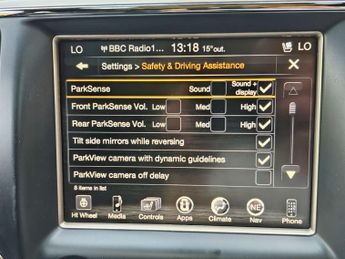 LO BBC Radio1... 13:18 15°out. LO
Settings > Safety & Driving Assistance
ParkSense Sound Sound + display
Front ParkSense Vol. Low Med High
Rear ParkSense Vol. Low Med High
Tilt side mirrors while reversing
ParkView camera with dynamic guidelines
ParkView camera off delay
8 items in list
NE
Ht Wheel Media Controls Apps Climate Nav Phone